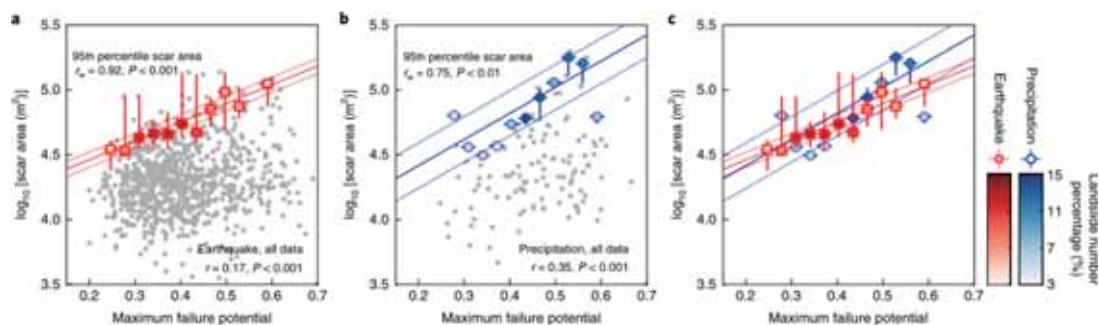 a
b
c
5.5
5.0
4.5
4.0
3.5
log₁₀ [scar area (m²)]
95th percentile scar area
rw = 0.92, P < 0.001
Earthquake, all data
r = 0.17, P < 0.001
0.2 0.3 0.4 0.5 0.6 0.7
Maximum failure potential
5.5
5.0
4.5
4.0
3.5
log₁₀ [scar area (m²)]
95th percentile scar area
rw = 0.75, P < 0.01
Precipitation, all data
r = 0.35, P < 0.001
0.2 0.3 0.4 0.5 0.6 0.7
Maximum failure potential
5.5
5.0
4.5
4.0
3.5
log₁₀ [scar area (m²)]
0.2 0.3 0.4 0.5 0.6 0.7
Maximum failure potential
Earthquake
Precipitation
15
11
7
3
Landslide number
percentage (%)